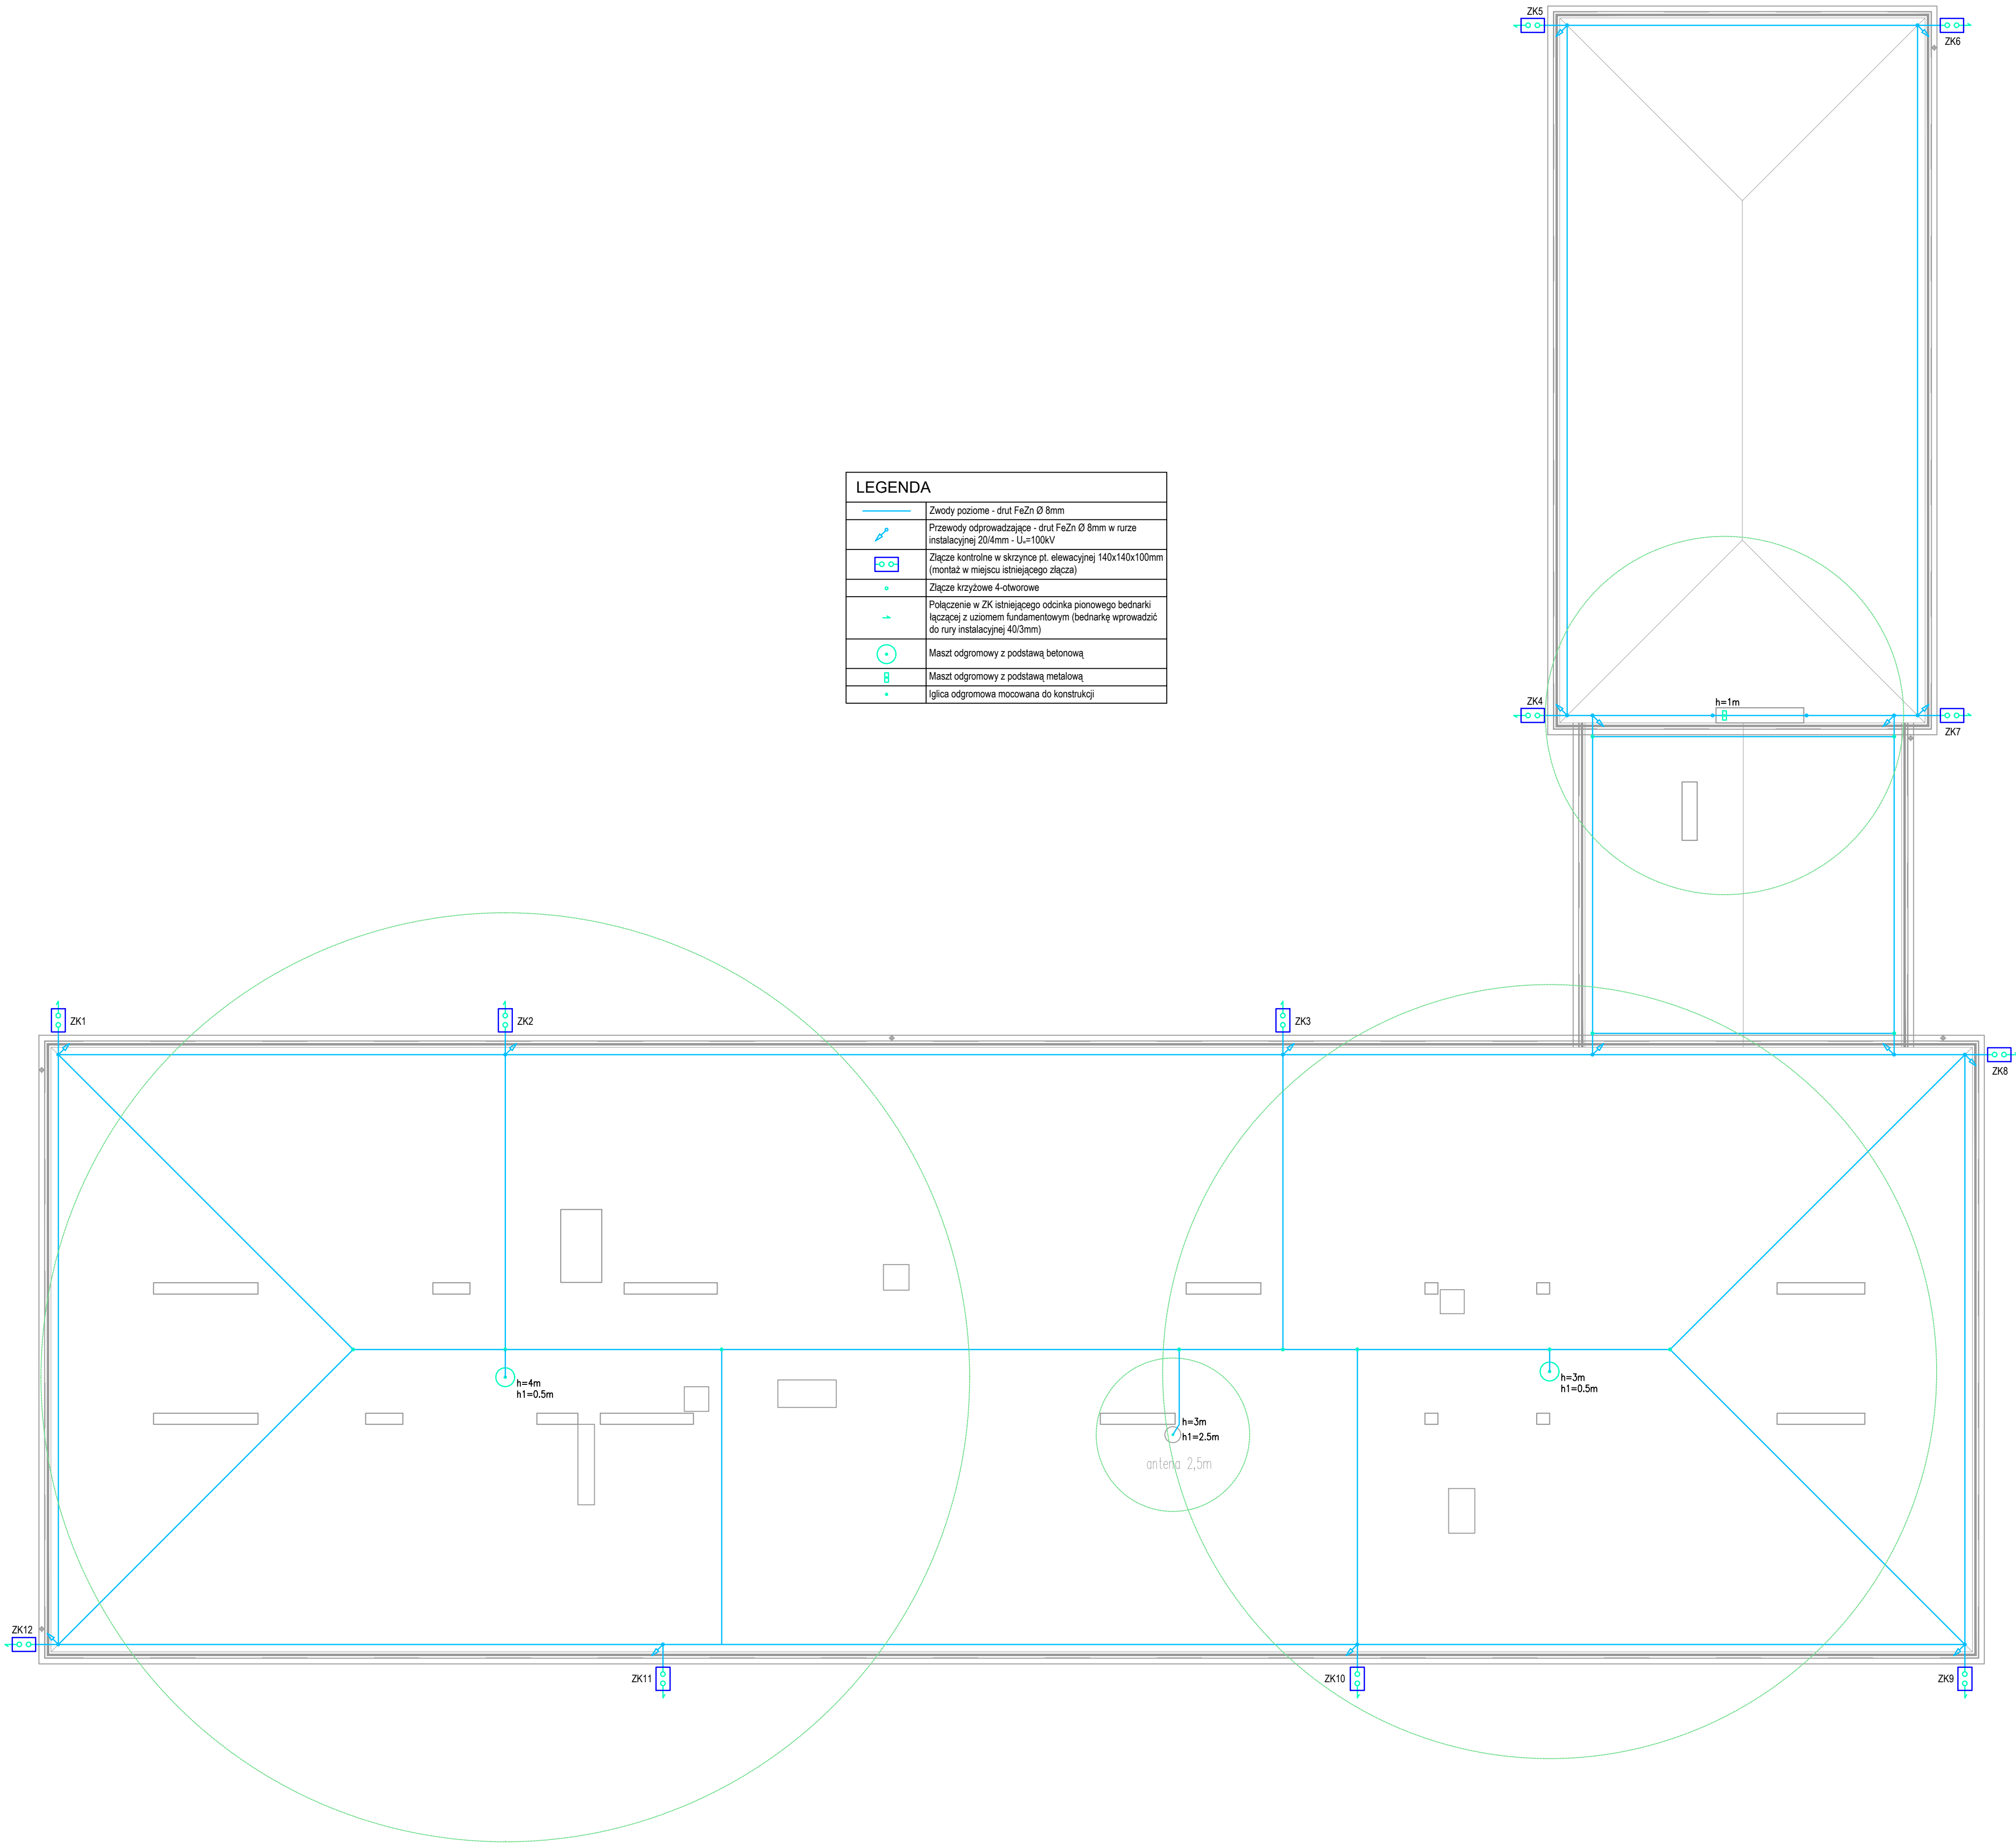 ZK5
ZK6
LEGENDA
Zwody poziome - drut FeZn Ø 8mm
Przewody odprowadzające - drut FeZn Ø 8mm w rurze
instalacyjnej 20/4mm - Uw=100kV
Złącze kontrolne w skrzynce pt. elewacyjnej 140x140x100mm
(montaż w miejscu istniejącego złącza)
Złącze krzyżowe 4-otworowe
Połączenie w ZK istniejącego odcinka pionowego bednarki
łączącej z uziomem fundamentowym (bednarkę wprowadzić
do rury instalacyjnej 40/3mm)
Maszt odgromowy z podstawą betonową
Maszt odgromowy z podstawą metalową
Iglica odgromowa mocowana do konstrukcji
ZK4
h=1m
ZK7
ZK1
ZK2
ZK3
ZK8
h=4m
h1=0.5m
h=3m
h1=0.5m
h=3m
h1=2.5m
antena 2,5m
ZK12
ZK11
ZK10
ZK9